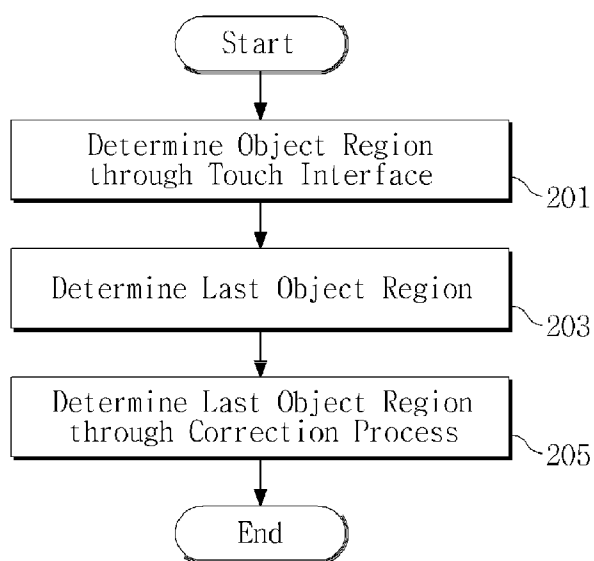 Start
Determine Object Region
through Touch Interface
201
Determine Last Object Region
203
Determine Last Object Region
through Correction Process
205
End